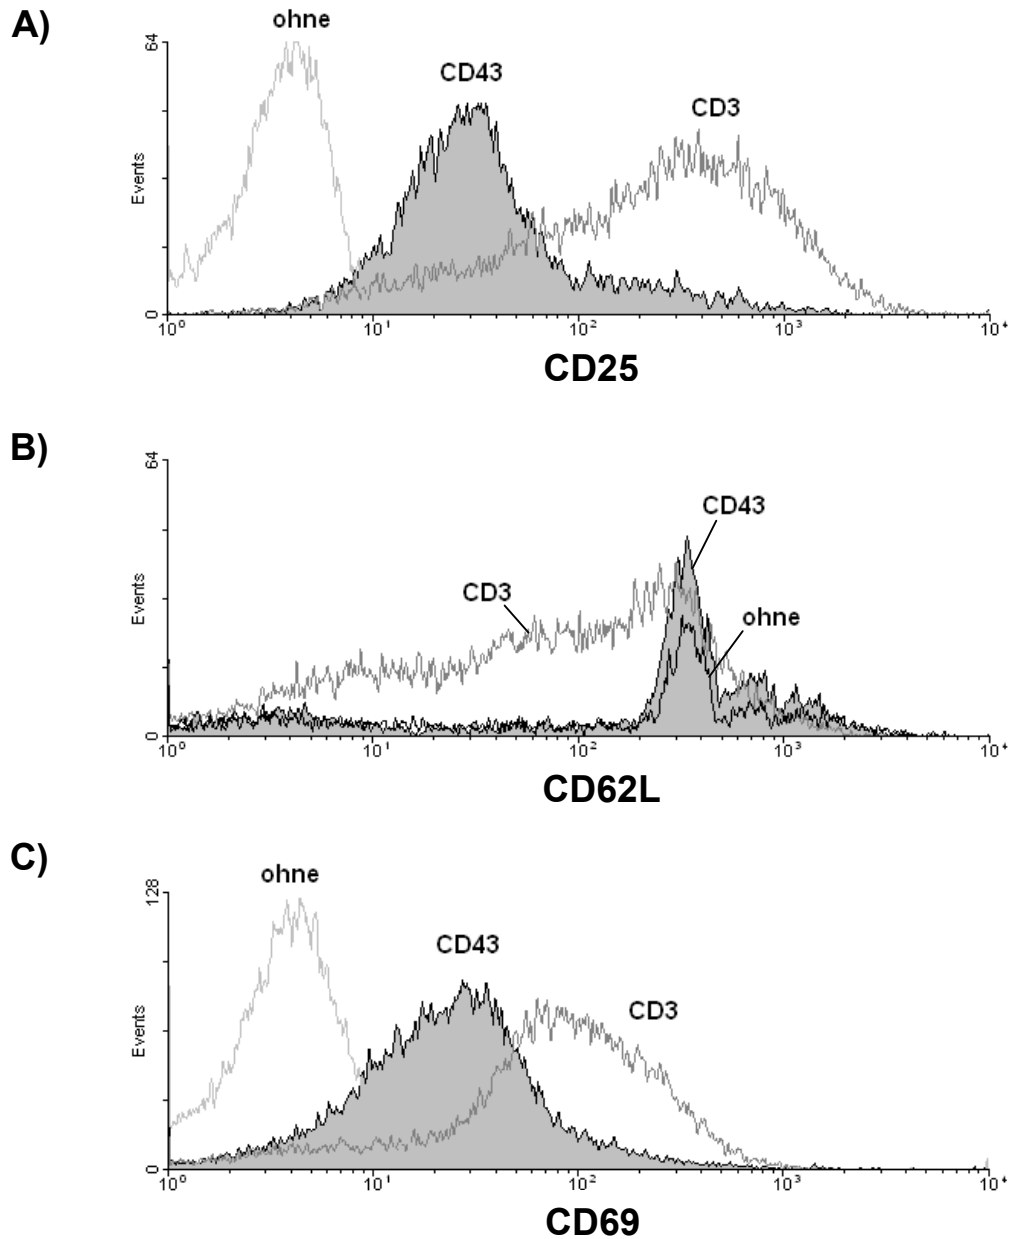 A)
ohne
CD43
CD3
64
Events
0
10⁰ 10¹ 10² 10³ 10⁴
CD25
B)
64
CD43
CD3
ohne
Events
0
10⁰ 10¹ 10² 10³ 10⁴
CD62L
C)
ohne
128
CD43
CD3
Events
0
10⁰ 10¹ 10² 10³ 10⁴
CD69